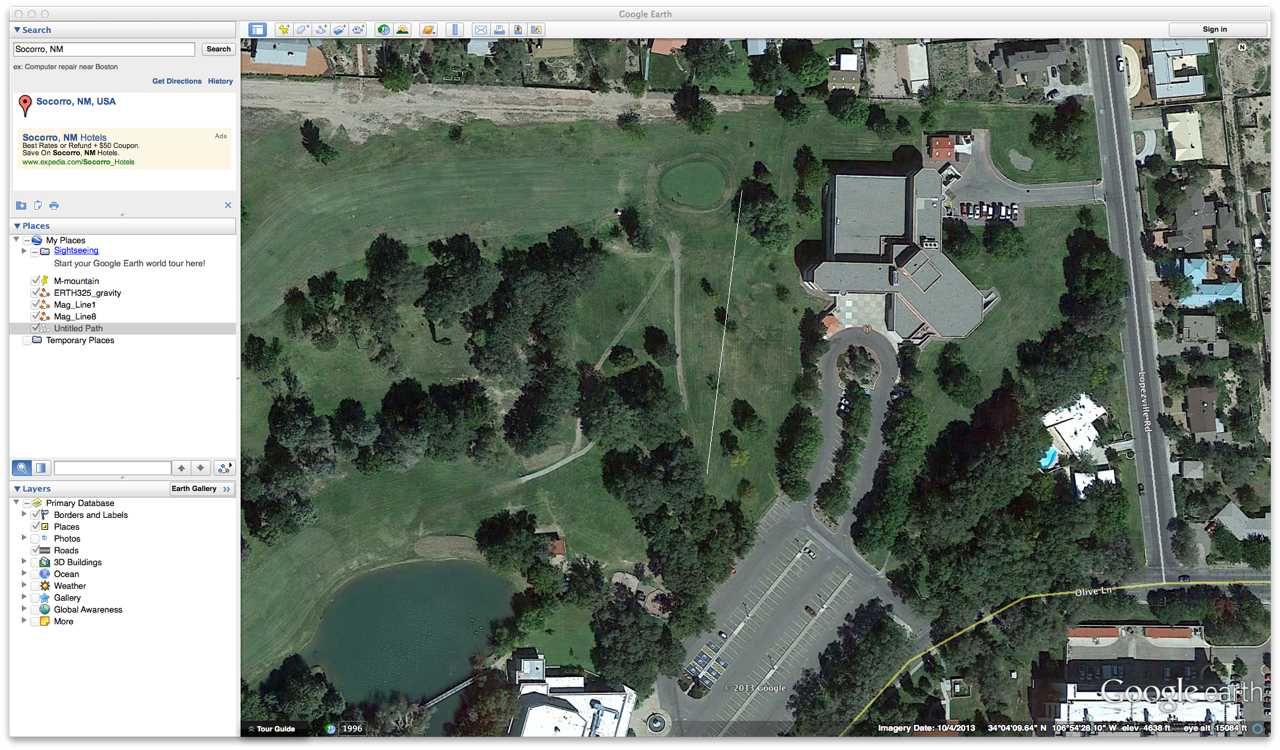 Google Earth
Search
Socorro, NM
Search
ex: Computer repair near Boston
Get Directions
History
Socorro, NM, USA
Socorro, NM Hotels
Ads
Best Rates or Refund + $50 Coupon.
Save On Socorro, NM Hotels.
www.expedia.com/Socorro_Hotels
Places
My Places
Sightseeing
Start your Google Earth world tour here!
M-mountain
ERTH325_gravity
Mag_Line1
Mag_Line8
Untitled Path
Temporary Places
Layers
Earth Gallery
Primary Database
Borders and Labels
Places
Photos
Roads
3D Buildings
Ocean
Weather
Gallery
Global Awareness
More
Sign in
N
Lopezville Rd
Olive Ln
© 2013 Google
Google earth
Tour Guide
1996
Imagery Date: 10/4/2013 34°04'09.64" N 106°54'28.10" W elev 4638 ft eye alt 15084 ft